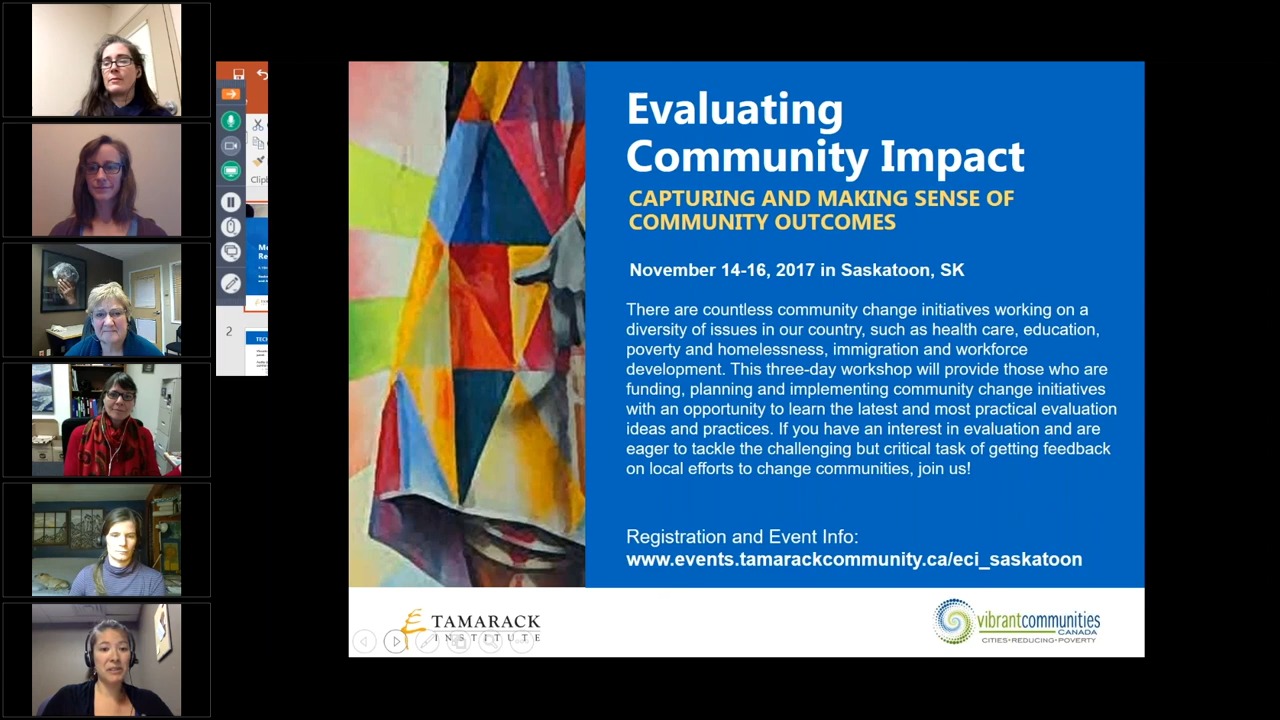 Evaluating
Community Impact
CAPTURING AND MAKING SENSE OF
COMMUNITY OUTCOMES
November 14-16, 2017 in Saskatoon, SK
There are countless community change initiatives working on a
diversity of issues in our country, such as health care, education,
poverty and homelessness, immigration and workforce
development. This three-day workshop will provide those who are
funding, planning and implementing community change initiatives
with an opportunity to learn the latest and most practical evaluation
ideas and practices. If you have an interest in evaluation and are
eager to tackle the challenging but critical task of getting feedback
on local efforts to change communities, join us!
Registration and Event Info:
www.events.tamarackcommunity.ca/eci_saskatoon
TAMARACK
INSTITUTE
vibrantcommunities
CANADA
CITIES•REDUCING•POVERTY
Clipb
2